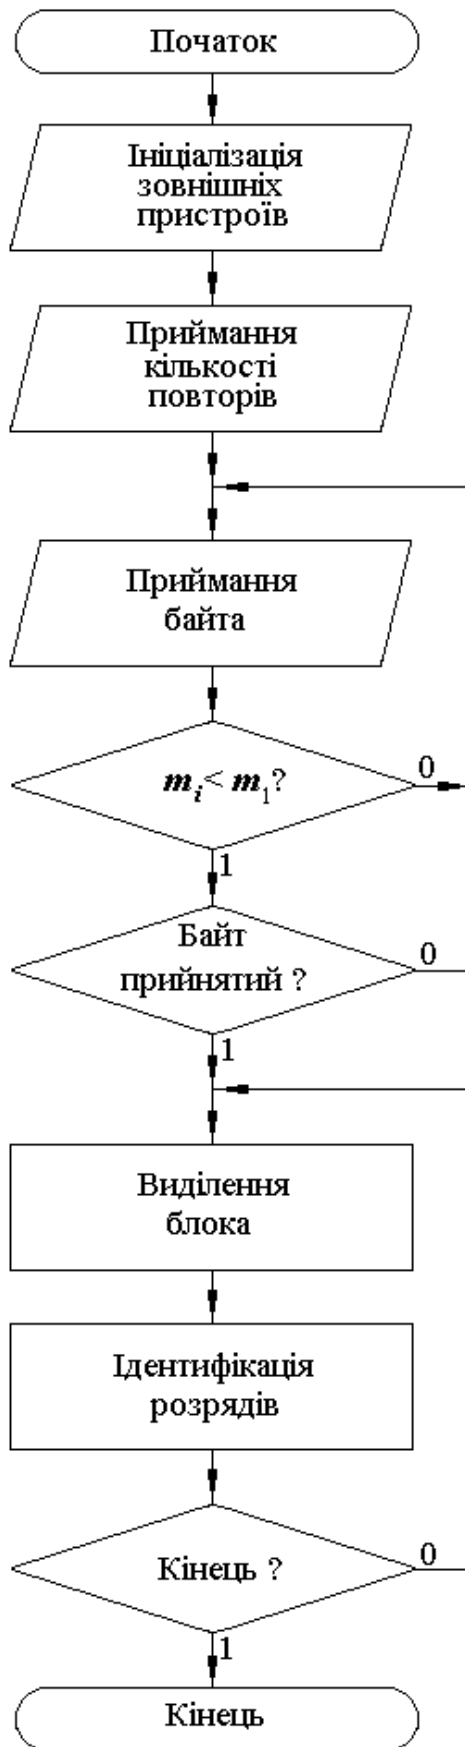 Початок
Ініціалізація
зовнішніх
пристроїв
Приймання
кількості
повторів
Приймання
байта
mᵢ< m₁?
0
1
Байт
прийнятий ?
0
1
Виділення
блока
Ідентифікація
розрядів
Кінець ?
0
1
Кінець